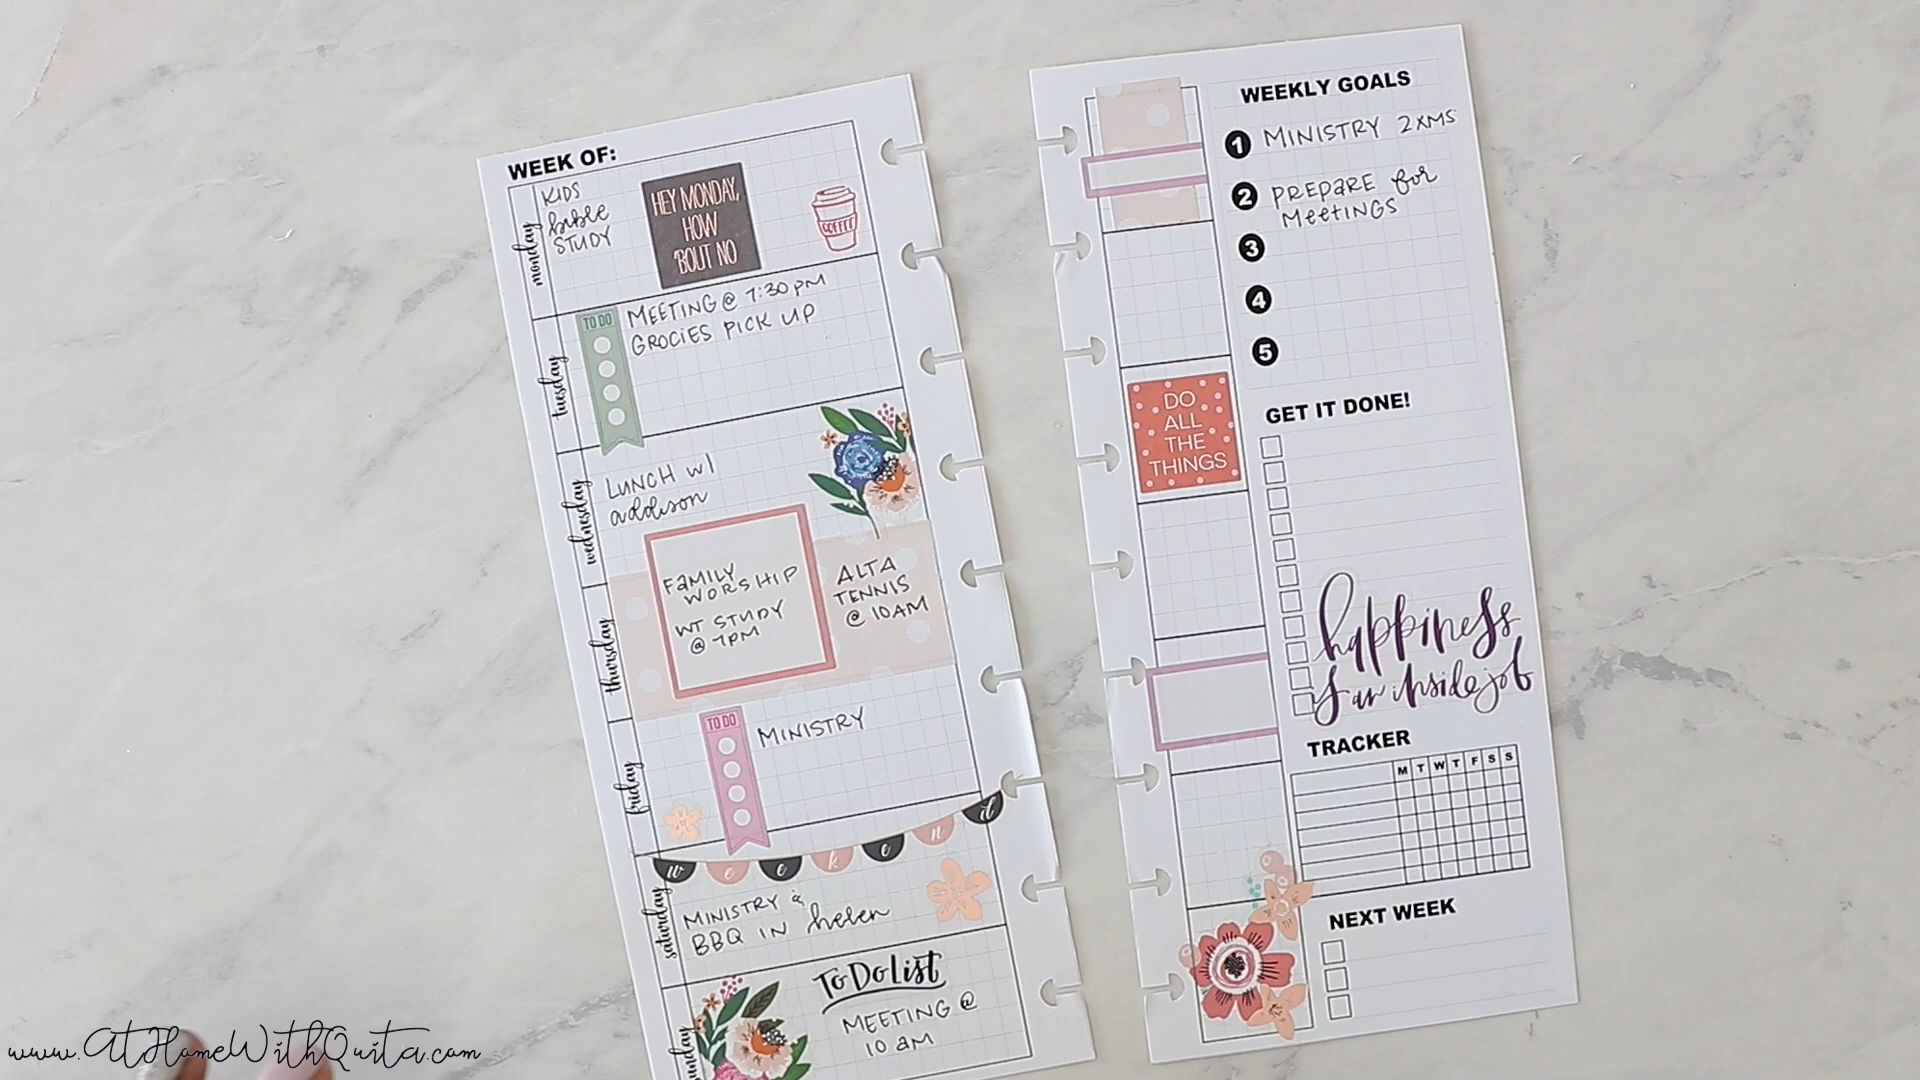 WEEK OF:
monday
KIDS
bible
STUDY
HEY MONDAY,
HOW
'BOUT NO
COFFEE
tuesday
TO DO
MEETING @ 7:30 PM
GROCIES PICK UP
wednesday
LUNCH w/
addison
thursday
FAMILY
WORSHIP
WT STUDY
@ 7PM
ALTA
TENNIS
@ 10AM
friday
TO DO
MINISTRY
weekend
saturday
MINISTRY &
BBQ IN helen
sunday
TO DO LIST
MEETING @
10 AM
WEEKLY GOALS
1 MINISTRY 2XMS
2 PREPARE for
MeetINGS
3
4
5
DO
ALL
THE
THINGS
GET IT DONE!
happiness
is an inside job
TRACKER
M T W T F S S
NEXT WEEK
www.AtHomeWithQuita.com